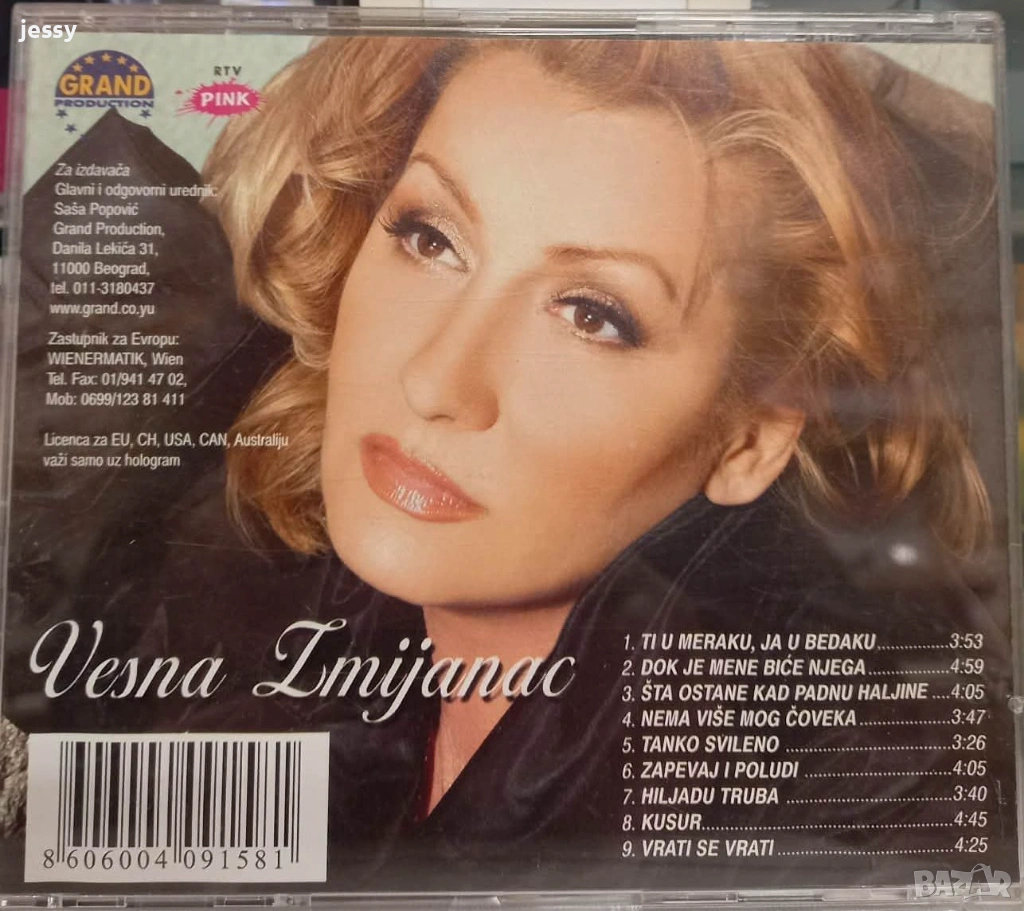 jessy
GRAND
PRODUCTION
RTV
PINK
Za izdavača
Glavni i odgovorni urednik:
Saša Popović
Grand Production,
Danila Lekića 31,
11000 Beograd,
tel. 011-3180437
www.grand.co.yu
Zastupnik za Evropu:
WIENERMATIK, Wien
Tel. Fax: 01/941 47 02,
Mob: 0699/123 81 411
Licenca za EU, CH, USA, CAN, Australiju
važi samo uz hologram
Vesna Zmijanac
1. TI U MERAKU, JA U BEDAKU...........3:53
2. DOK JE MENE BIĆE NJEGA............4:59
3. ŠTA OSTANE KAD PADNU HALJINE ....4:05
4. NEMA VIŠE MOG ČOVEKA.............3:47
5. TANKO SVILENO ........................3:26
6. ZAPEVAJ I POLUDI .....................4:05
7. HILJADU TRUBA ........................3:40
8. KUSUR....................................4:45
9. VRATI SE VRATI .........................4:25
8 606004 091581
BAZAR